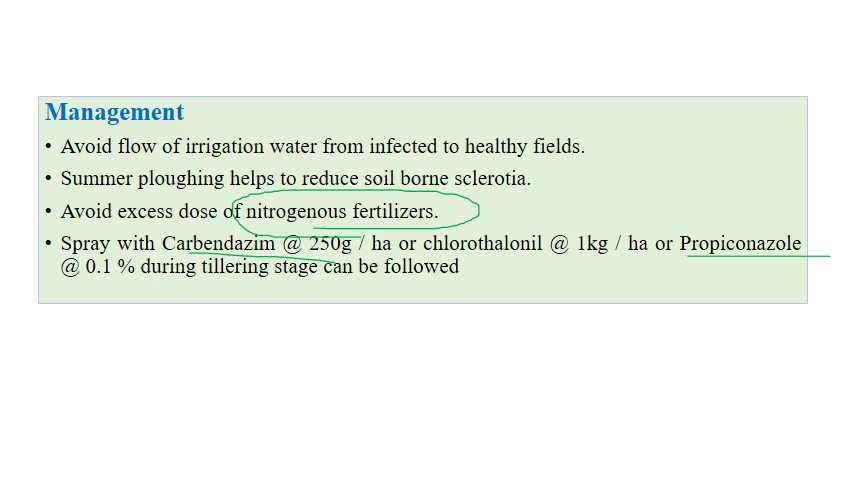 Management
• Avoid flow of irrigation water from infected to healthy fields.
• Summer ploughing helps to reduce soil borne sclerotia.
• Avoid excess dose of nitrogenous fertilizers.
• Spray with Carbendazim @ 250g / ha or chlorothalonil @ 1kg / ha or Propiconazole
@ 0.1 % during tillering stage can be followed